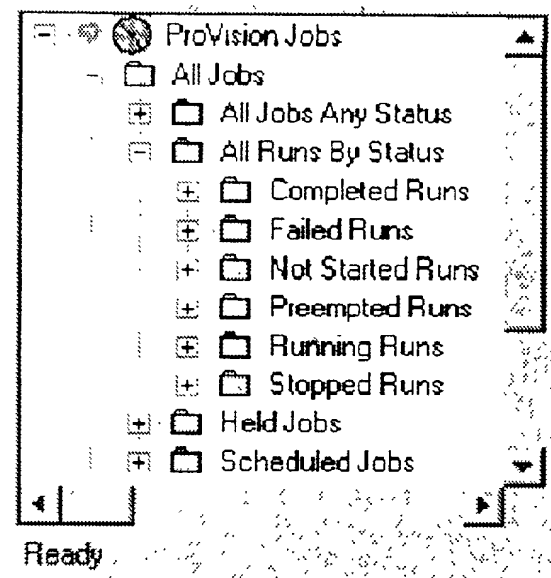 ProVision Jobs
All Jobs
All Jobs Any Status
All Runs By Status
Completed Runs
Failed Runs
Not Started Runs
Preempted Runs
Running Runs
Stopped Runs
Held Jobs
Scheduled Jobs
Ready